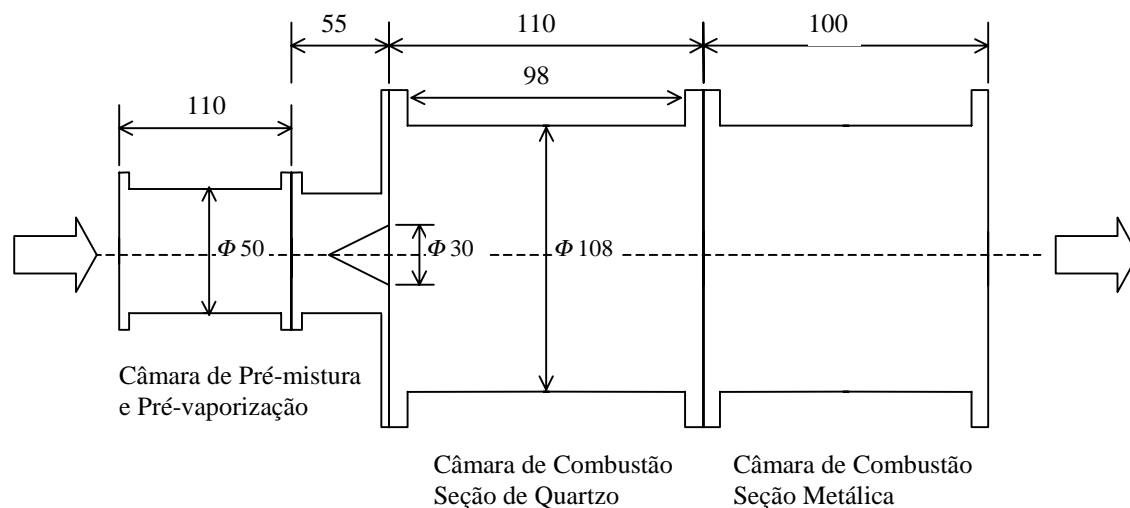 55
110
100
98
110
Φ 50
Φ 30
Φ 108
Câmara de Pré-mistura
e Pré-vaporização
Câmara de Combustão
Seção de Quartzo
Câmara de Combustão
Seção Metálica